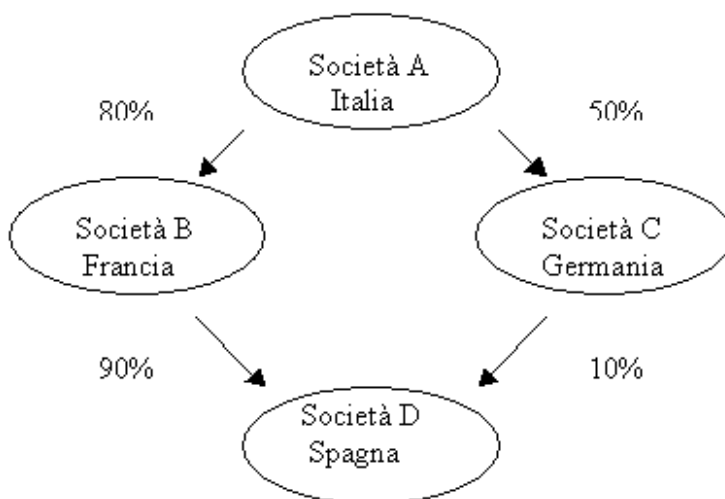 Società A
Italia
80%
50%
Società B
Francia
Società C
Germania
90%
10%
Società D
Spagna